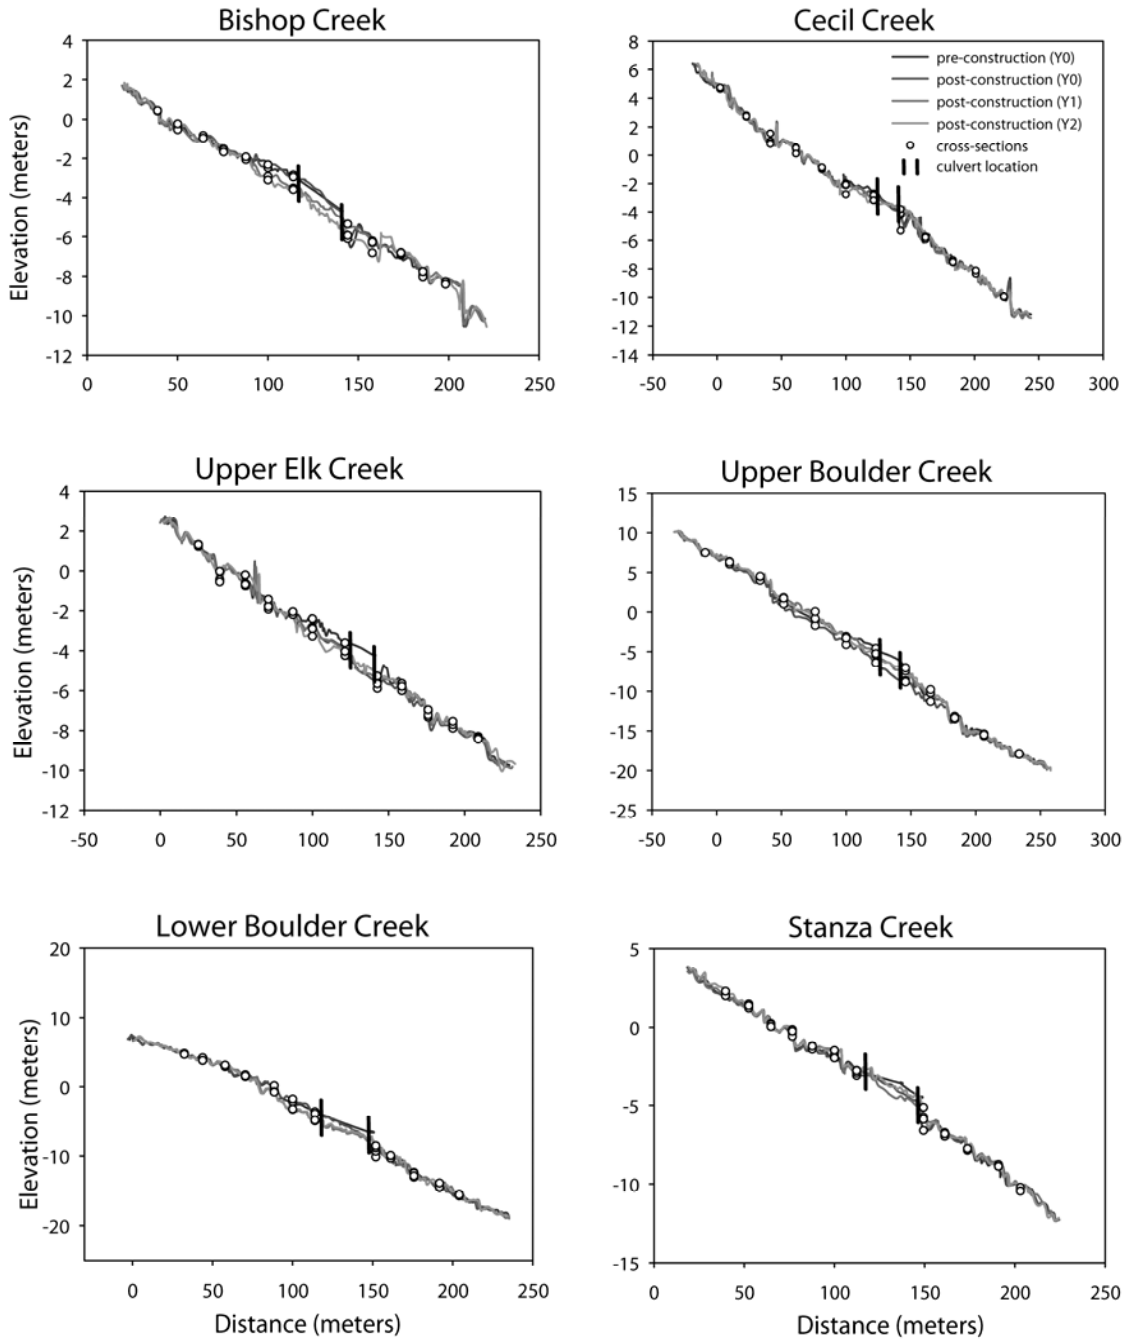 Bishop Creek
Elevation (meters)
4
2
0
-2
-4
-6
-8
-10
-12
0 50 100 150 200 250
Cecil Creek
8
6
4
2
0
-2
-4
-6
-8
-10
-12
-14
-50 0 50 100 150 200 250 300
pre-construction (Y0)
post-construction (Y0)
post-construction (Y1)
post-construction (Y2)
cross-sections
culvert location
Upper Elk Creek
Elevation (meters)
4
2
0
-2
-4
-6
-8
-10
-12
-50 0 50 100 150 200 250
Upper Boulder Creek
15
10
5
0
-5
-10
-15
-20
-25
-50 0 50 100 150 200 250 300
Lower Boulder Creek
Elevation (meters)
20
10
0
-10
-20
0 50 100 150 200 250
Distance (meters)
Stanza Creek
5
0
-5
-10
-15
0 50 100 150 200 250
Distance (meters)